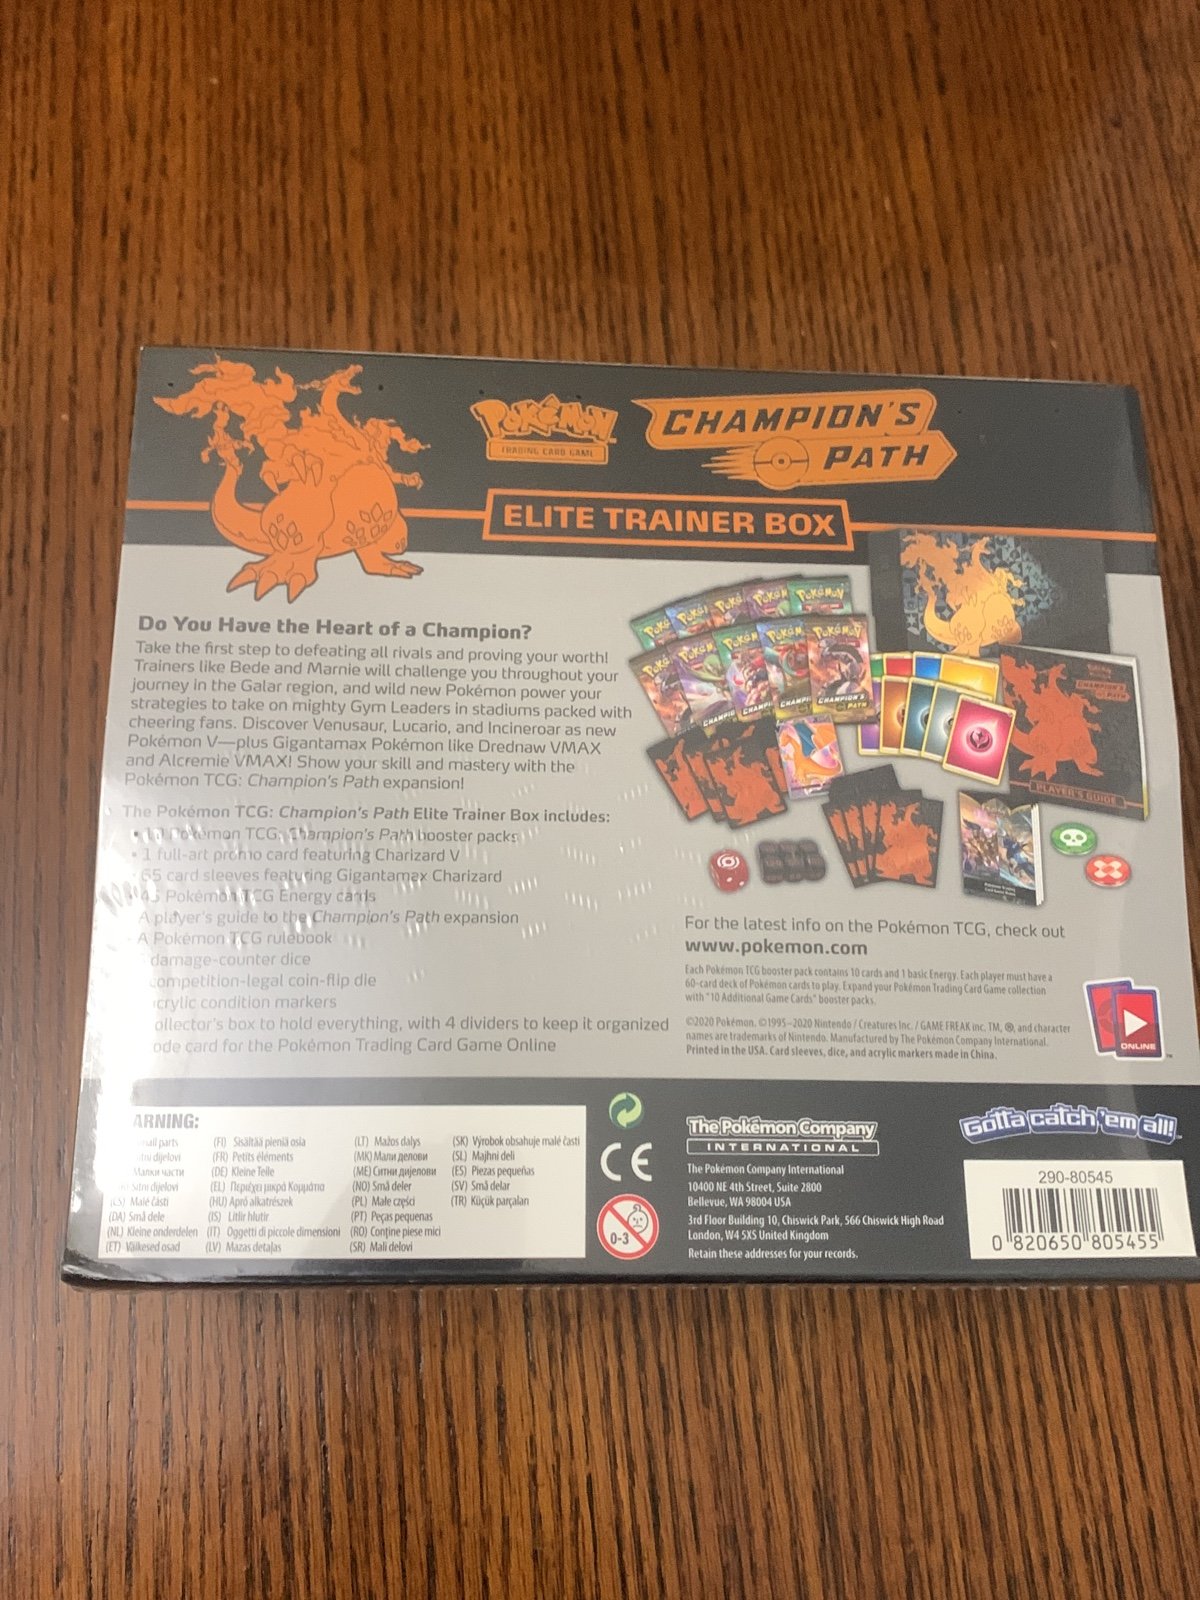 POKÉMON
TRADING CARD GAME
CHAMPION'S
PATH
ELITE TRAINER BOX
Do You Have the Heart of a Champion?
Take the first step to defeating all rivals and proving your worth!
Trainers like Bede and Marnie will challenge you throughout your
journey in the Galar region, and wild new Pokémon power your
strategies to take on mighty Gym Leaders in stadiums packed with
cheering fans. Discover Venusaur, Lucario, and Incineroar as new
Pokémon V—plus Gigantamax Pokémon like Drednaw VMAX
and Alcremie VMAX! Show your skill and mastery with the
Pokémon TCG: Champion's Path expansion!
The Pokémon TCG: Champion's Path Elite Trainer Box includes:
• 10 Pokémon TCG: Champion's Path booster packs
• 1 full-art promo card featuring Charizard V
• 65 card sleeves featuring Gigantamax Charizard
• 45 Pokémon TCG Energy cards
A player's guide to the Champion's Path expansion
• A Pokémon TCG rulebook
damage-counter dice
competition-legal coin-flip die
acrylic condition markers
collector's box to hold everything, with 4 dividers to keep it organized
code card for the Pokémon Trading Card Game Online
CHAMPION'S
PATH
PLAYER'S GUIDE
For the latest info on the Pokémon TCG, check out
www.pokemon.com
Each Pokémon TCG booster pack contains 10 cards and 1 basic Energy. Each player must have a
60-card deck of Pokémon cards to play. Expand your Pokémon Trading Card Game collection
with "10 Additional Game Cards" booster packs.
©2020 Pokémon. ©1995–2020 Nintendo / Creatures Inc. / GAME FREAK inc. TM, ®, and character
names are trademarks of Nintendo. Manufactured by The Pokémon Company International.
Printed in the USA. Card sleeves, dice, and acrylic markers made in China.
ONLINE
WARNING:
Small parts
Sitni dijelovi
Малки части
Sitni dijelovi
(CS) Malé části
(DA) Små dele
(NL) Kleine onderdelen
(ET) Väikesed osad
(FI) Sisältää pieniä osia
(FR) Petits éléments
(DE) Kleine Teile
(EL) Περιέχει μικρά Κομμάτια
(HU) Apró alkatrészek
(IS) Litlir hlutir
(IT) Oggetti di piccole dimensioni
(LV) Mazas detaļas
(LT) Mažos dalys
(MK) Мали делови
(ME) Ситни дијелови
(NO) Små deler
(PL) Małe części
(PT) Peças pequenas
(RO) Conţine piese mici
(SR) Mali delovi
(SK) Výrobok obsahuje malé časti
(SL) Majhni deli
(ES) Piezas pequeñas
(SV) Små delar
(TR) Küçük parçaları
CE
0-3
The Pokémon Company
INTERNATIONAL
The Pokémon Company International
10400 NE 4th Street, Suite 2800
Bellevue, WA 98004 USA
3rd Floor Building 10, Chiswick Park, 566 Chiswick High Road
London, W4 5XS United Kingdom
Retain these addresses for your records.
Gotta catch 'em all!
290-80545
0 820650 805455